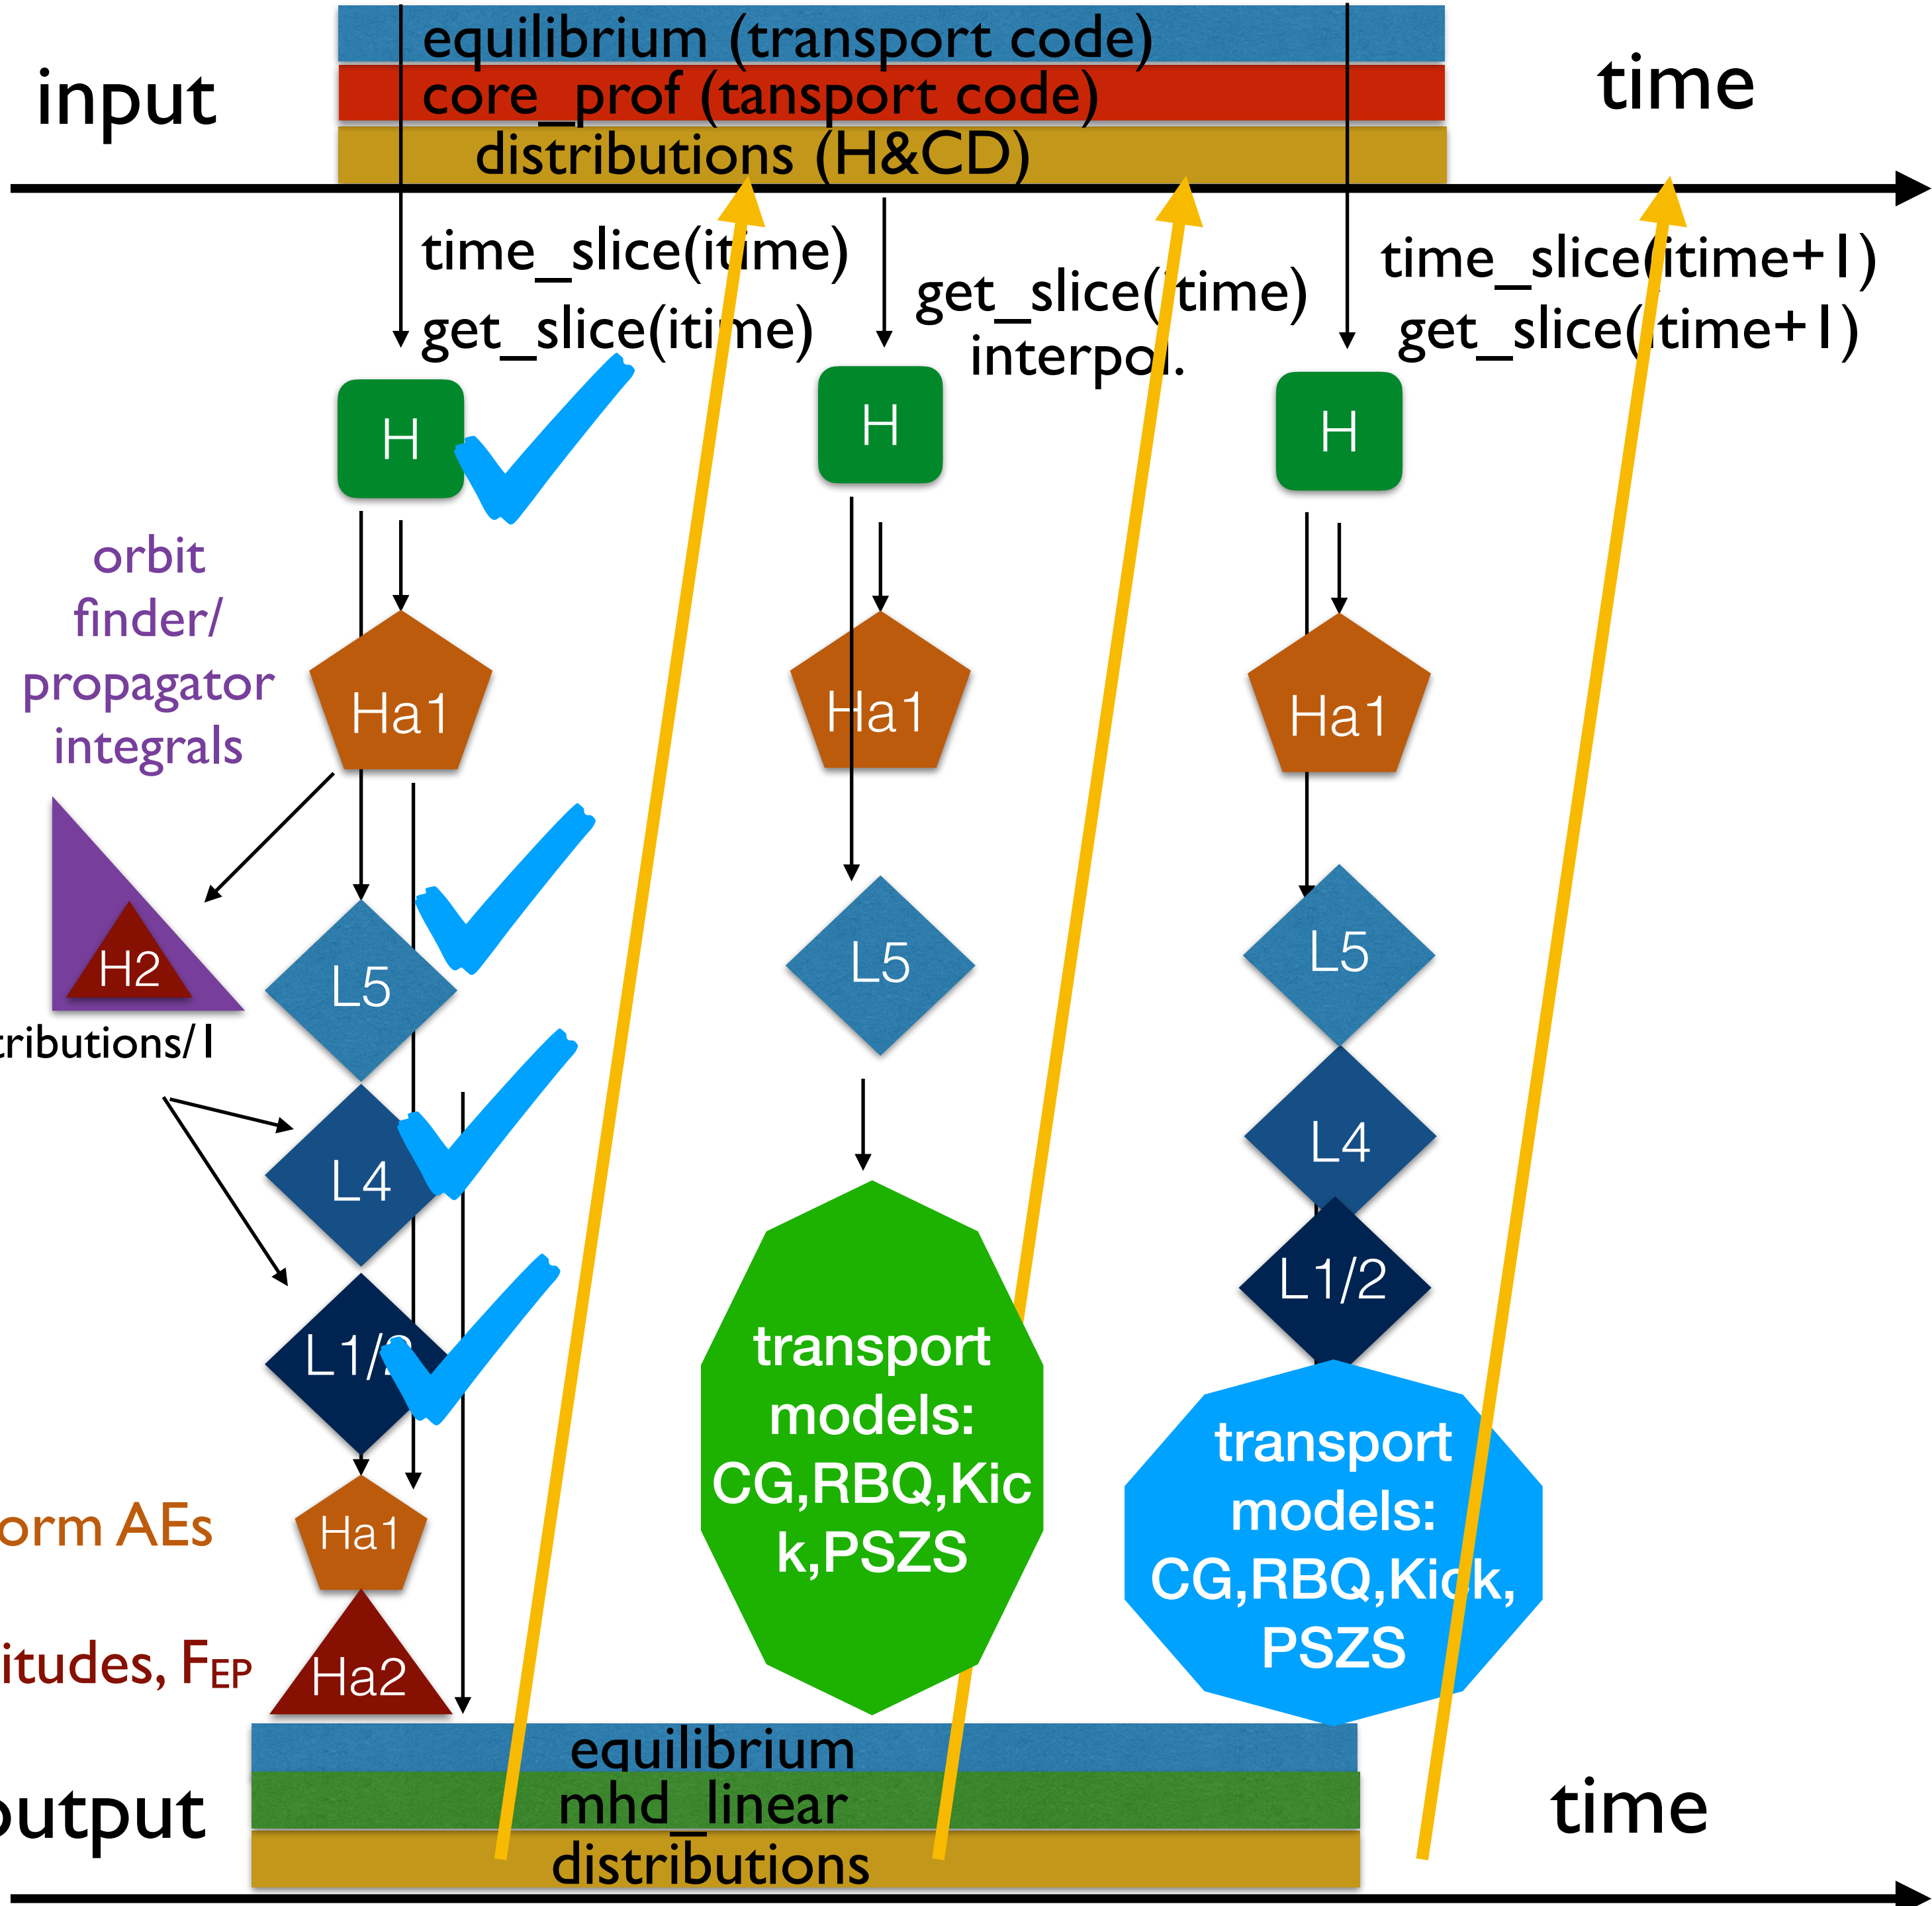 equilibrium (transport code)
input
core_prof (tansport code)
time
distributions (H&CD)
time_slice(itime)
get_slice(itime)
get_slice(time)
interpol.
time_slice(itime+1)
get_slice(itime+1)
H
H
H
orbit
finder/
propagator
integrals
Ha1
Ha1
Ha1
H2
L5
L5
L5
tributions/1
L4
L4
L1/2
L1/2
transport
models:
CG,RBQ,Kic
k,PSZS
transport
models:
CG,RBQ,Kick,
PSZS
orm AEs
Ha1
itudes, FEP
Ha2
equilibrium
output
mhd_linear
time
distributions